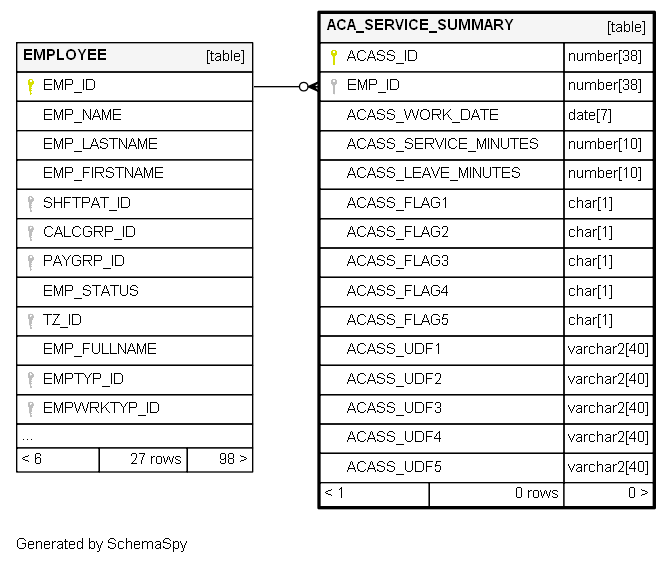 EMPLOYEE [table]
EMP_ID
EMP_NAME
EMP_LASTNAME
EMP_FIRSTNAME
SHFTPAT_ID
CALCGRP_ID
PAYGRP_ID
EMP_STATUS
TZ_ID
EMP_FULLNAME
EMPTYP_ID
EMPWRKTYP_ID
...
< 6 27 rows 98 >
ACA_SERVICE_SUMMARY [table]
ACASS_ID number[38]
EMP_ID number[38]
ACASS_WORK_DATE date[7]
ACASS_SERVICE_MINUTES number[10]
ACASS_LEAVE_MINUTES number[10]
ACASS_FLAG1 char[1]
ACASS_FLAG2 char[1]
ACASS_FLAG3 char[1]
ACASS_FLAG4 char[1]
ACASS_FLAG5 char[1]
ACASS_UDF1 varchar2[40]
ACASS_UDF2 varchar2[40]
ACASS_UDF3 varchar2[40]
ACASS_UDF4 varchar2[40]
ACASS_UDF5 varchar2[40]
< 1 0 rows 0 >
Generated by SchemaSpy